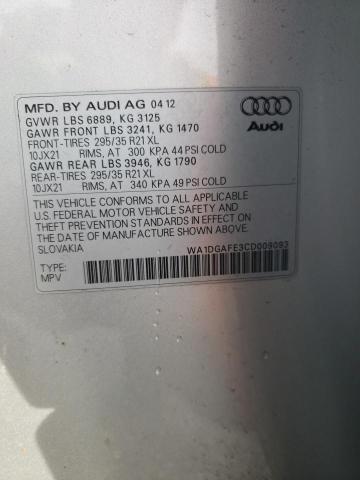 MFD. BY AUDI AG 04 12
GVWR LBS 6889, KG 3125
GAWR FRONT LBS 3241, KG 1470
FRONT-TIRES 295/35 R21 XL
10JX21 RIMS, AT 300 KPA 44 PSI COLD
GAWR REAR LBS 3946, KG 1790
REAR-TIRES 295/35 R21 XL
10JX21 RIMS, AT 340 KPA 49 PSI COLD
Audi
THIS VEHICLE CONFORMS TO ALL APPLICABLE
U.S. FEDERAL MOTOR VEHICLE SAFETY BUMPER
AND THEFT PREVENTION STANDARDS IN EFFECT ON
THE DATE OF MANUFACTURE SHOWN ABOVE.
SLOVAKIA WA1DGAFE3CD009093
TYPE:
MPV